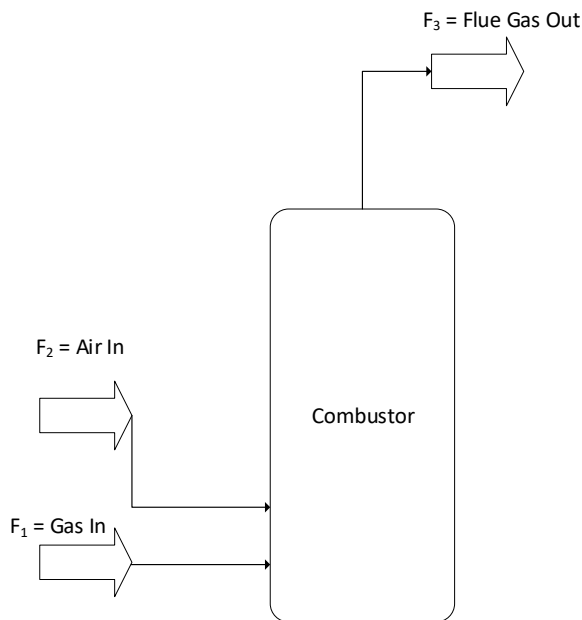 F₃ = Flue Gas Out
F₂ = Air In
Combustor
F₁ = Gas In